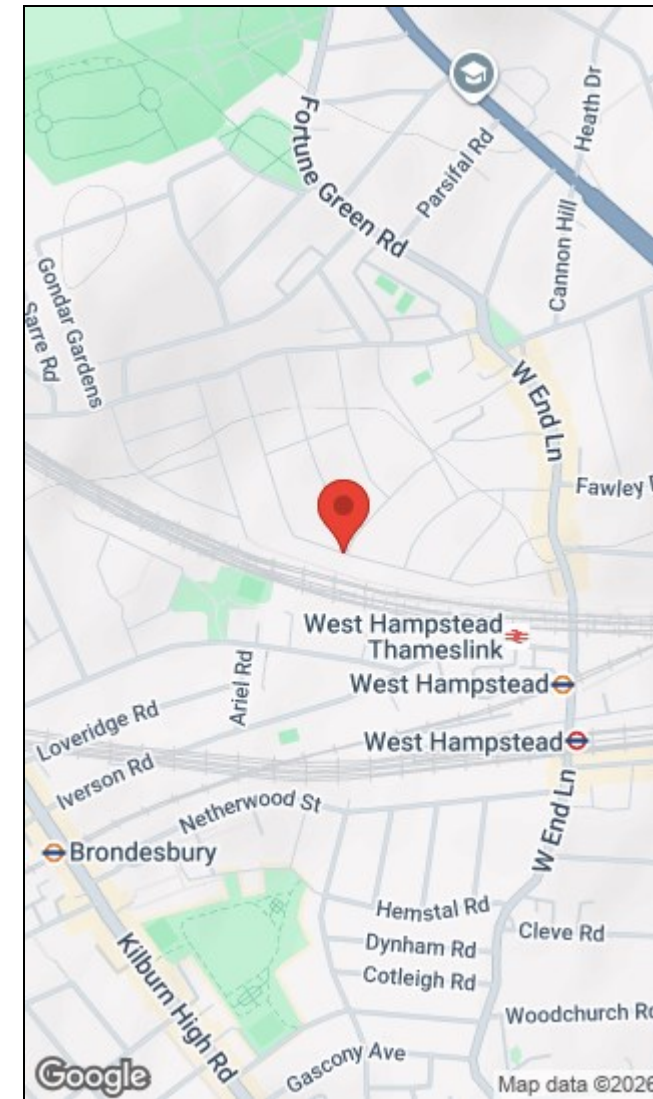 Heath Dr
Parsifal Rd
Fortune Green Rd
Cannon Hill
Gondar Gardens
Sarre Rd
W End Ln
Fawley
West Hampstead
Thameslink
West Hampstead
Ariel Rd
West Hampstead
Loveridge Rd
Iverson Rd
Netherwood St
W End Ln
Brondesbury
Hemstal Rd
Cleve Rd
Dynham Rd
Cotleigh Rd
Kilburn High Rd
Woodchurch Rd
Gascony Ave
Google
Map data ©2026